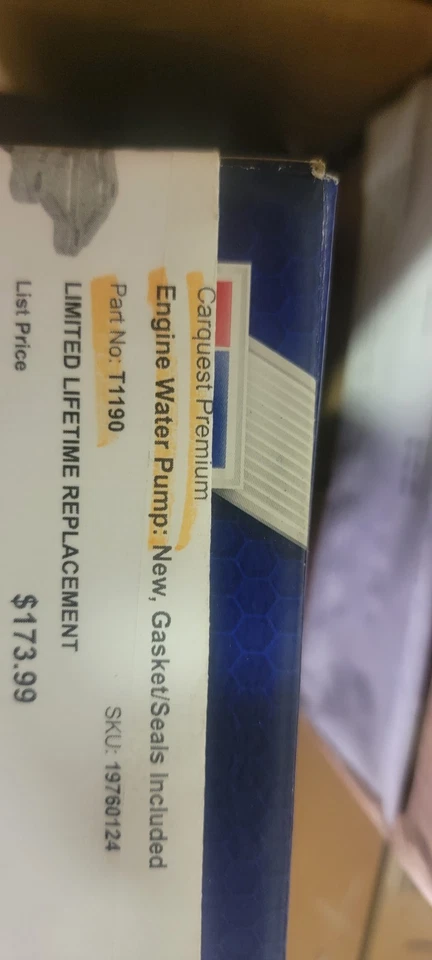 Carquest Premium
Engine Water Pump: New, Gasket/Seals Included
Part No: T1190 SKU: 19760124
LIMITED LIFETIME REPLACEMENT
List Price $173.99